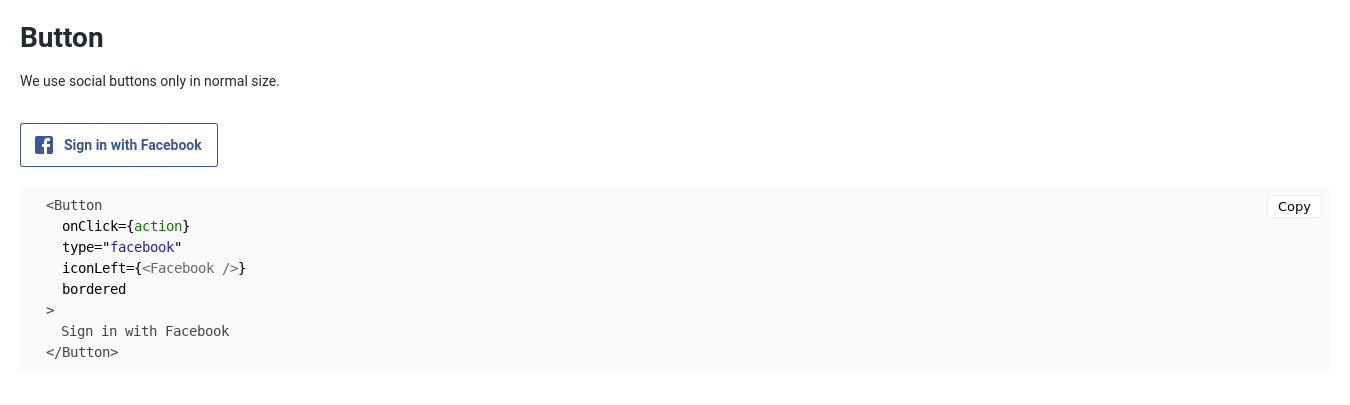 Button
We use social buttons only in normal size.
Sign in with Facebook
Copy
<Button
  onClick={action}
  type="facebook"
  iconLeft={<Facebook />}
  bordered
>
  Sign in with Facebook
</Button>